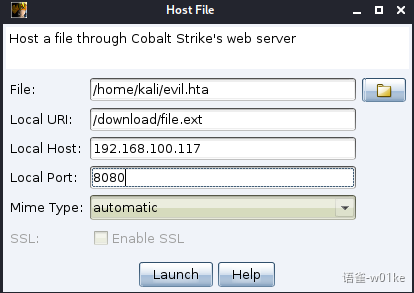 Host File
Host a file through Cobalt Strike's web server
File: /home/kali/evil.hta
Local URI: /download/file.ext
Local Host: 192.168.100.117
Local Port: 8080
Mime Type: automatic
SSL: Enable SSL
Launch Help
语雀-w01ke